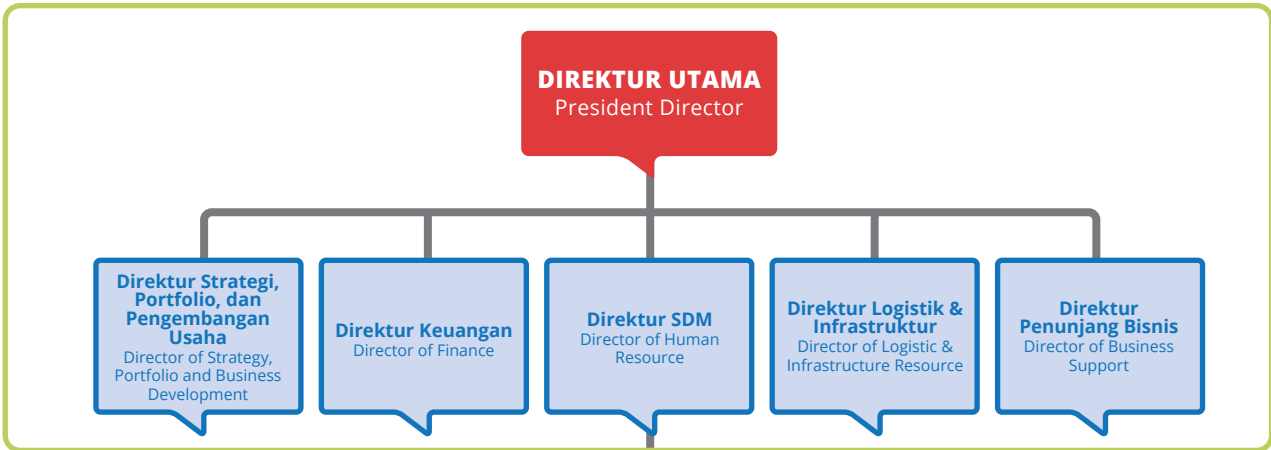 DIREKTUR UTAMA
President Director
Direktur Strategi,
Portfolio, dan
Pengembangan
Usaha
Director of Strategy,
Portfolio and Business
Development
Direktur Keuangan
Director of Finance
Direktur SDM
Director of Human
Resource
Direktur Logistik &
Infrastruktur
Director of Logistic &
Infrastructure Resource
Direktur
Penunjang Bisnis
Director of Business
Support